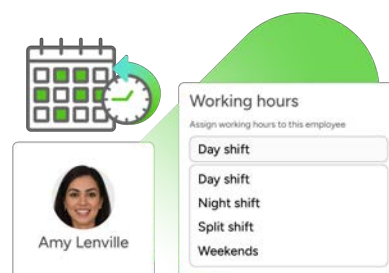 Working hours
Assign working hours to this employee
Day shift
Day shift
Night shift
Split shift
Weekends
Amy Lenville